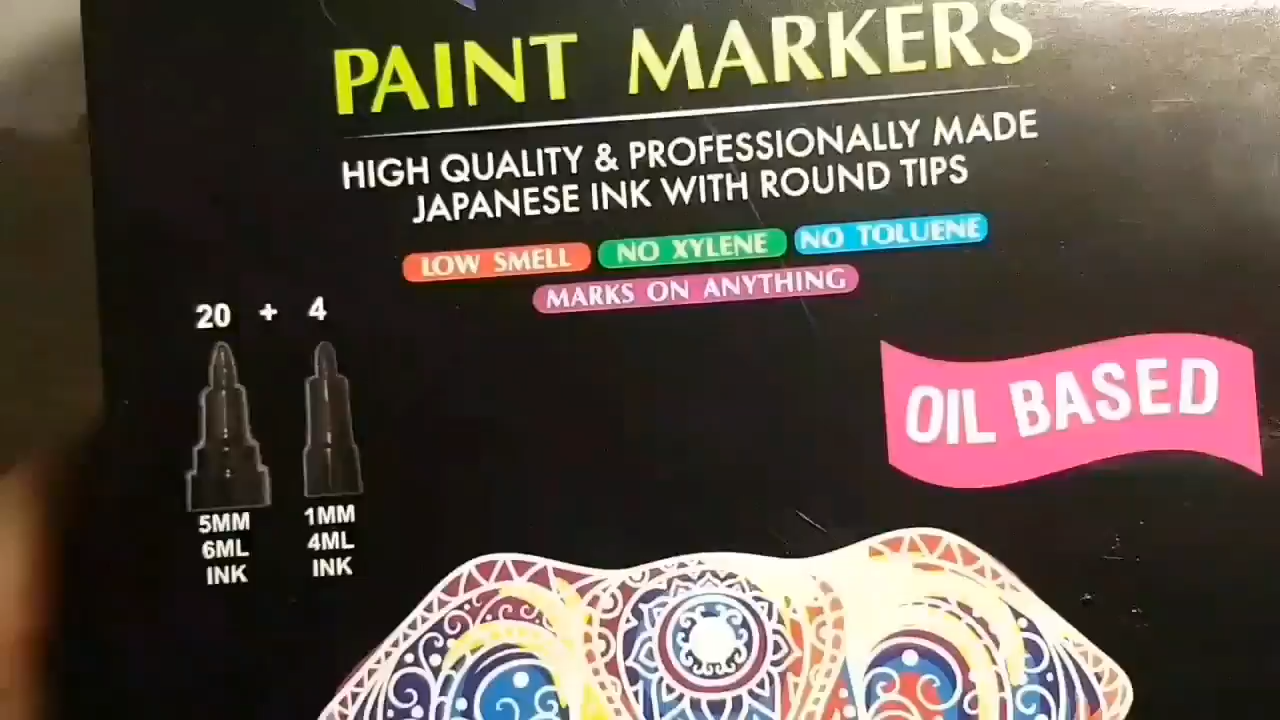 PAINT MARKERS
HIGH QUALITY & PROFESSIONALLY MADE
JAPANESE INK WITH ROUND TIPS
LOW SMELL
NO XYLENE
NO TOLUENE
MARKS ON ANYTHING
20 + 4
OIL BASED
5MM
6ML
INK
1MM
4ML
INK